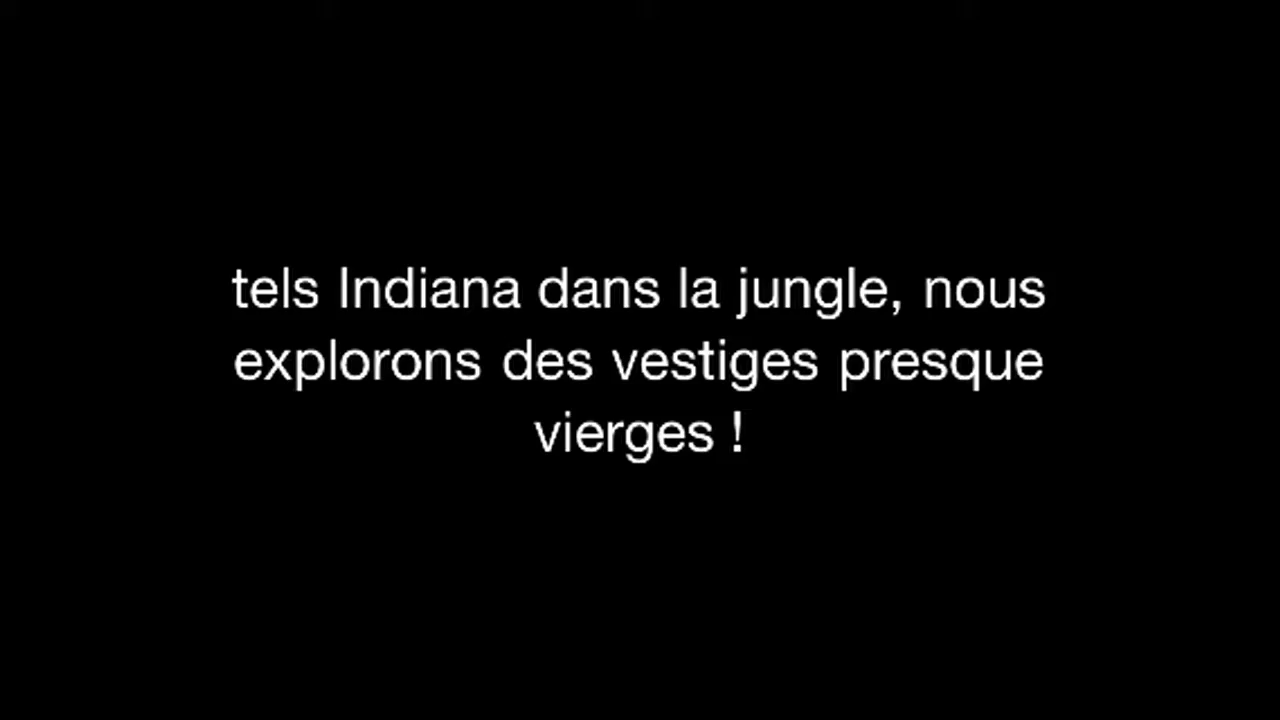 tels Indiana dans la jungle, nous
explorons des vestiges presque
vierges !